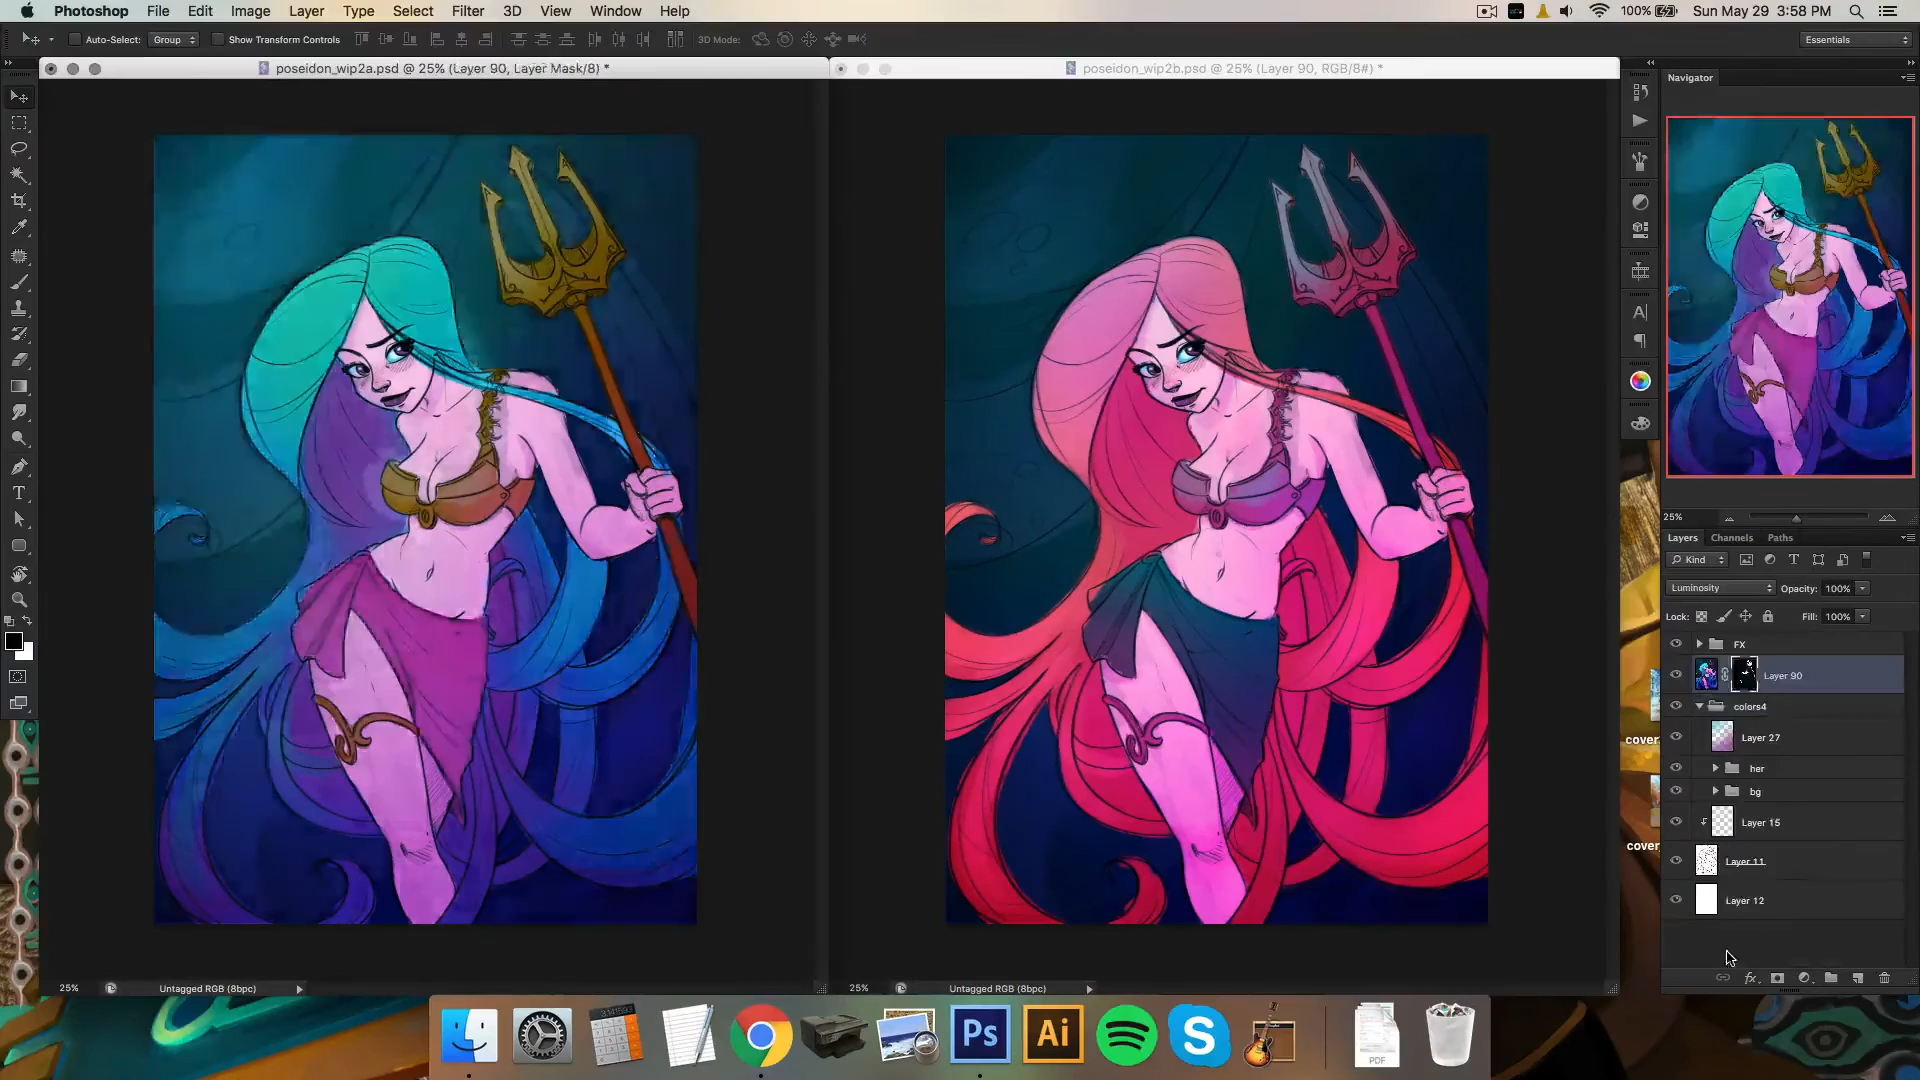 Photoshop File Edit Image Layer Type Select Filter 3D View Window Help 100% Sun May 29 3:58 PM
Auto-Select: Group Show Transform Controls 3D Mode: Essentials
poseidon_wip2a.psd @ 25% (Layer 90, Layer Mask/8) *
poseidon_wip2b.psd @ 25% (Layer 90, RGB/8#) *
Navigator
25%
Layers Channels Paths
Kind
Luminosity Opacity: 100%
Lock: Fill: 100%
FX
Layer 90
colors4
Layer 27
her
bg
Layer 15
Layer 11
Layer 12
cover
cover
25% Untagged RGB (8bpc)
25% Untagged RGB (8bpc)
Ps
Ai
PDF